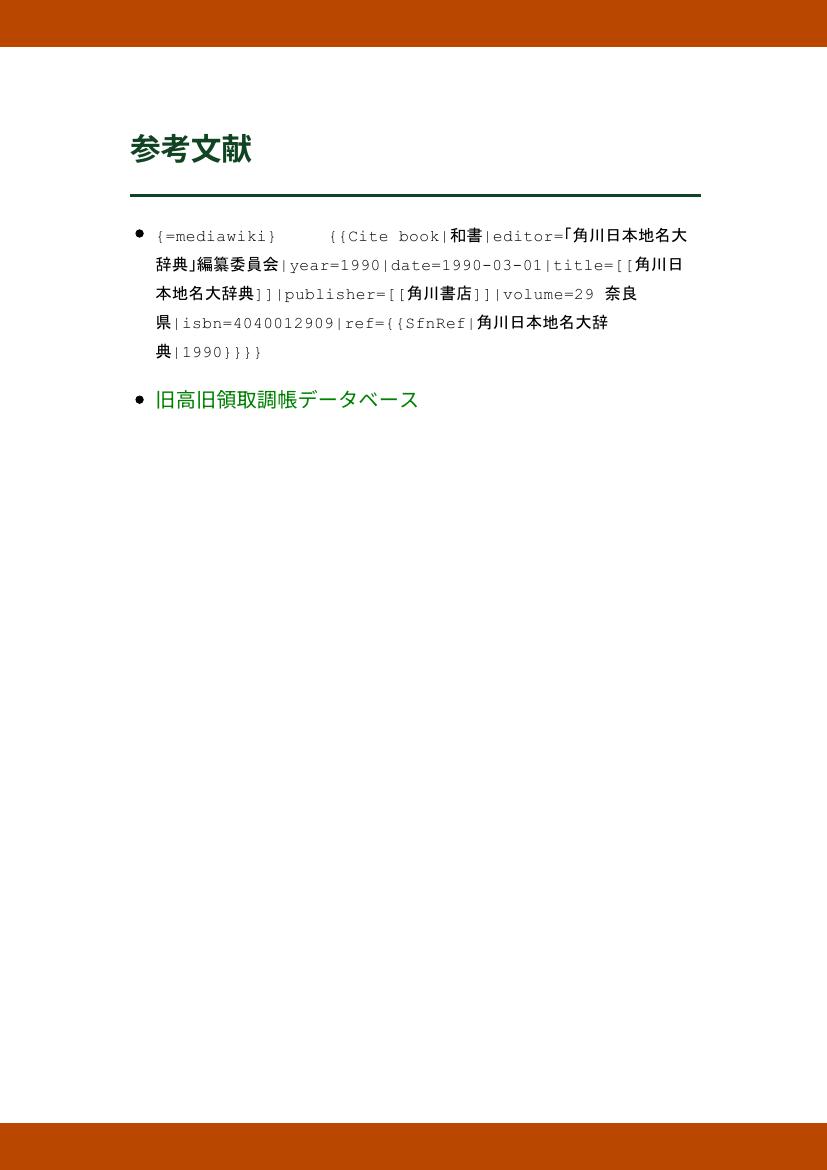 参考文献
{=mediawiki} {{Cite book|和書|editor=「角川日本地名大
辞典」編纂委員会|year=1990|date=1990-03-01|title=[[角川日
本地名大辞典]]|publisher=[[角川書店]]|volume=29 奈良
県|isbn=4040012909|ref={{SfnRef|角川日本地名大辞
典|1990}}}}
旧高旧領取調帳データベース